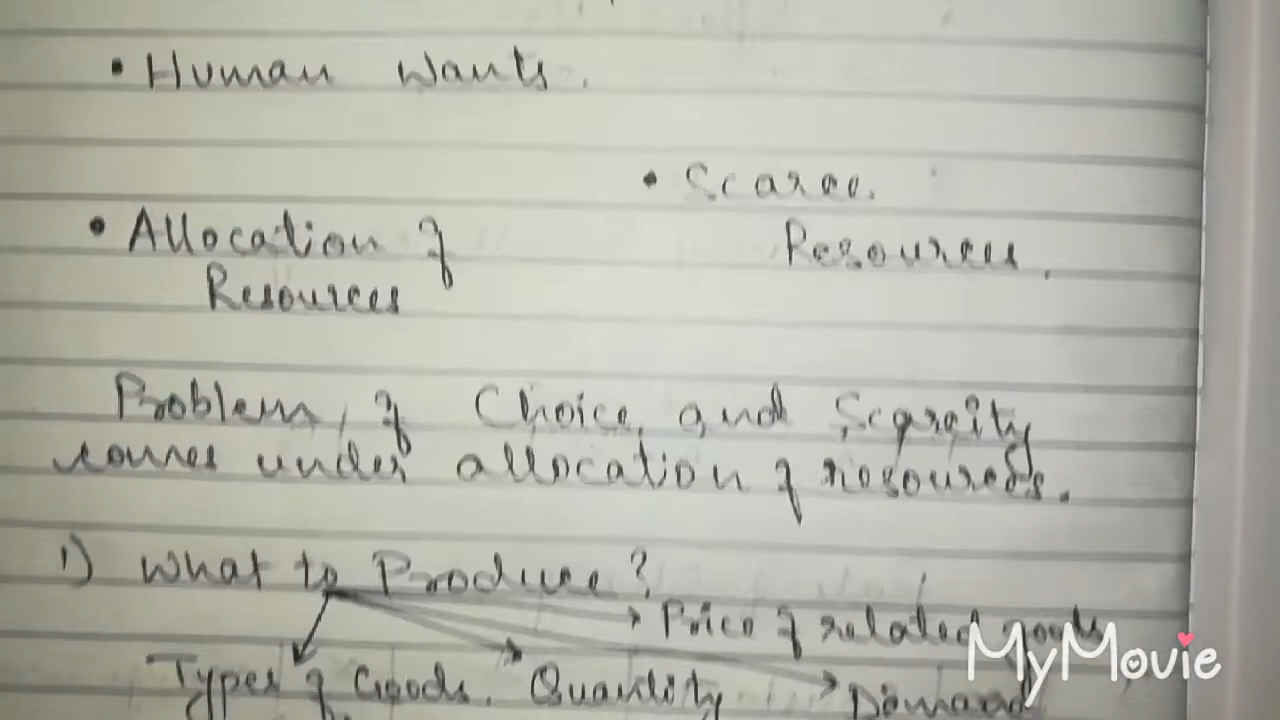 • Human Wants.
• Scarce
Resources.
• Allocation of
Resources
Problem of Choice and Scarcity
comes under allocation of resources.
1) What to Produce?
Price of related goods
Types of Goods. Quantity Demand
MyMovie